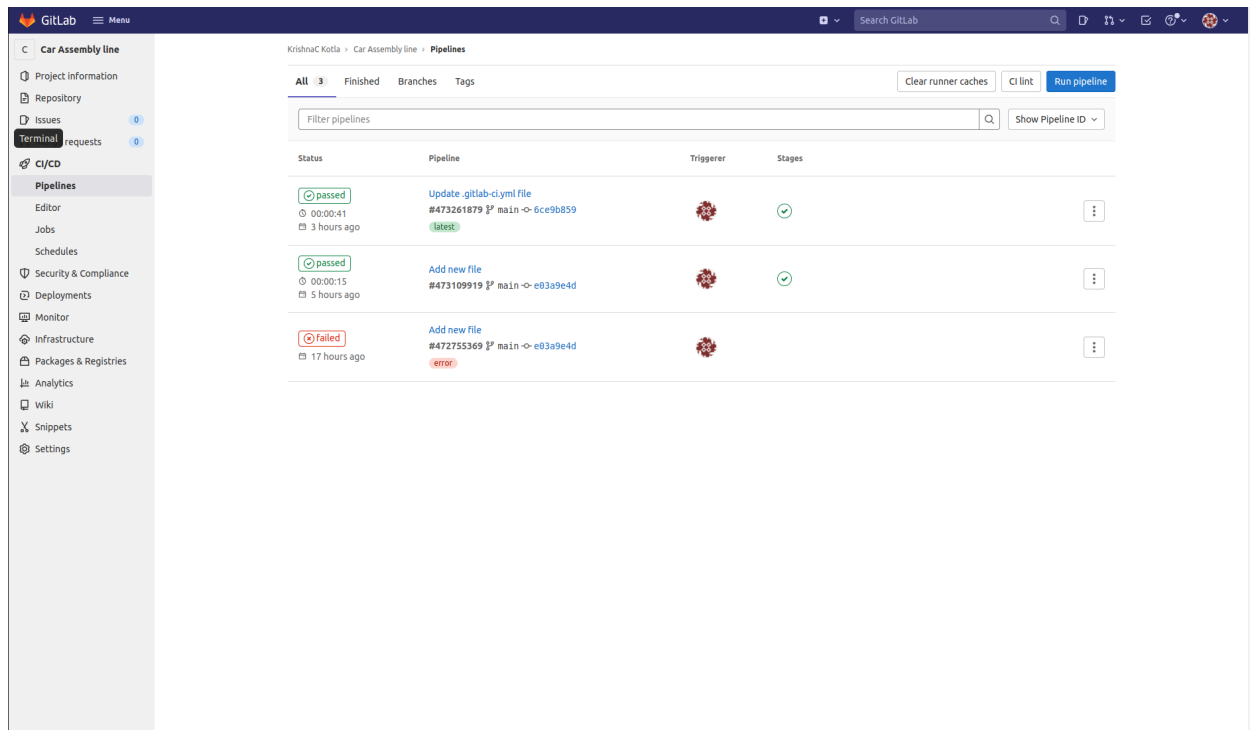 GitLab Menu Search GitLab
C Car Assembly line
Project information
Repository
Issues 0
Terminal requests 0
CI/CD
Pipelines
Editor
Jobs
Schedules
Security & Compliance
Deployments
Monitor
Infrastructure
Packages & Registries
Analytics
Wiki
Snippets
Settings
KrishnaC Kotla › Car Assembly line › Pipelines
All 3 Finished Branches Tags Clear runner caches CI lint Run pipeline
Filter pipelines Show Pipeline ID
Status Pipeline Triggerer Stages
passed Update .gitlab-ci.yml file
00:00:41 #473261879 main 6ce9b859
3 hours ago latest
passed Add new file
00:00:15 #473109919 main e03a9e4d
5 hours ago
failed Add new file
#472755369 main e03a9e4d
17 hours ago error